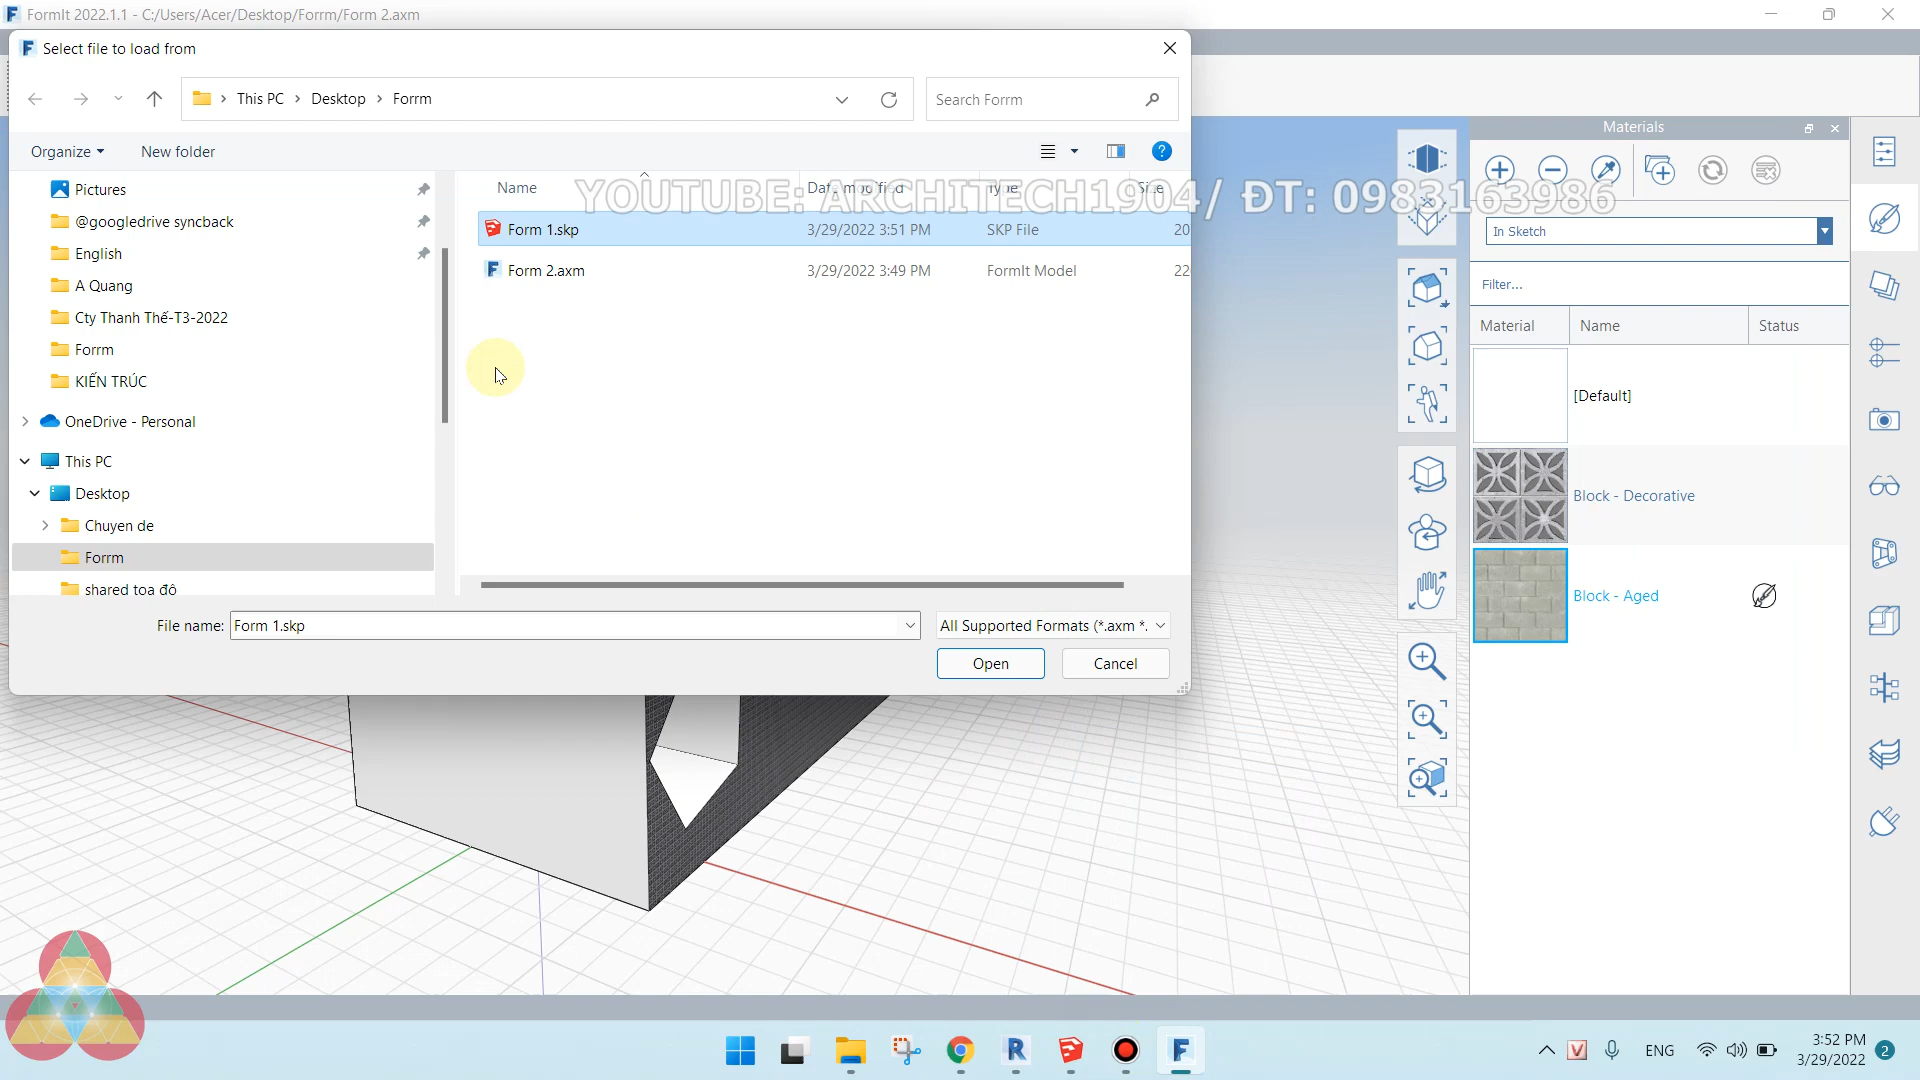 FormIt 2022.1.1 - C:/Users/Acer/Desktop/Forrm/Form 2.axm
Select file to load from
This PC > Desktop > Forrm
Search Forrm
Organize
New folder
Pictures
@googledrive syncback
English
A Quang
Cty Thanh Thế-T3-2022
Forrm
KIẾN TRÚC
OneDrive - Personal
This PC
Desktop
Chuyen de
Forrm
shared toa độ
Name Date modified Type Size
YOUTUBE: ARCHITECH1904/ ĐT: 0983163986
Form 1.skp 3/29/2022 3:51 PM SKP File 20
Form 2.axm 3/29/2022 3:49 PM FormIt Model 22
File name: Form 1.skp
All Supported Formats (*.axm *.
Open
Cancel
Materials
In Sketch
Filter...
Material Name Status
[Default]
Block - Decorative
Block - Aged
ENG
3:52 PM
3/29/2022
2